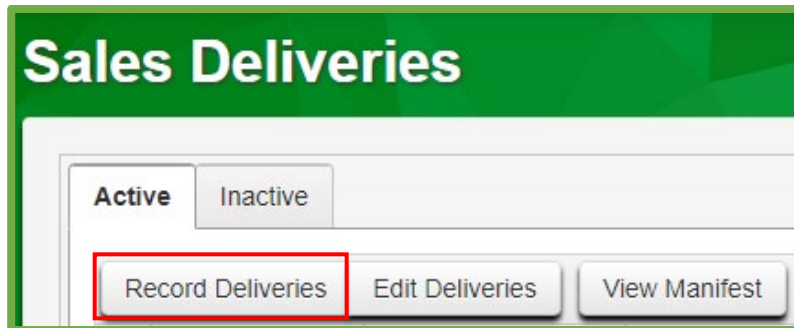 Sales Deliveries
Active Inactive
Record Deliveries Edit Deliveries View Manifest